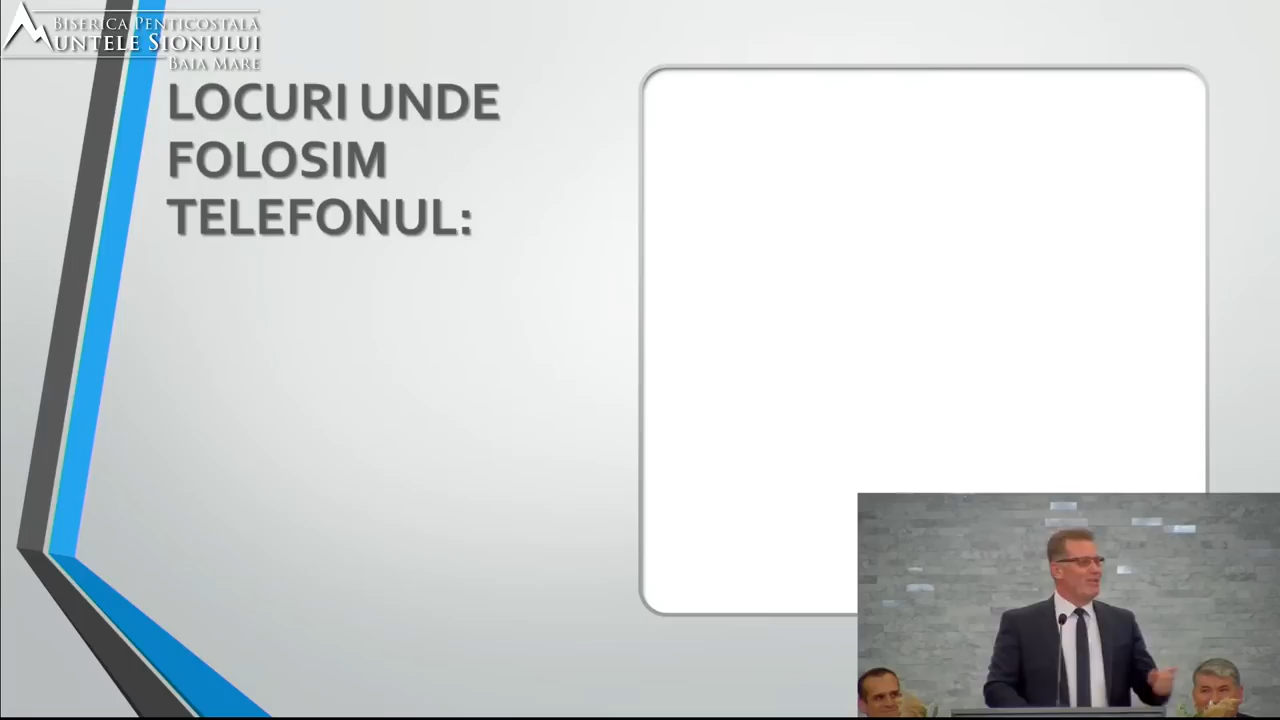 BISERICA PENTICOSTALĂ
MUNTELE SIONULUI
BAIA MARE
LOCURI UNDE
FOLOSIM
TELEFONUL: